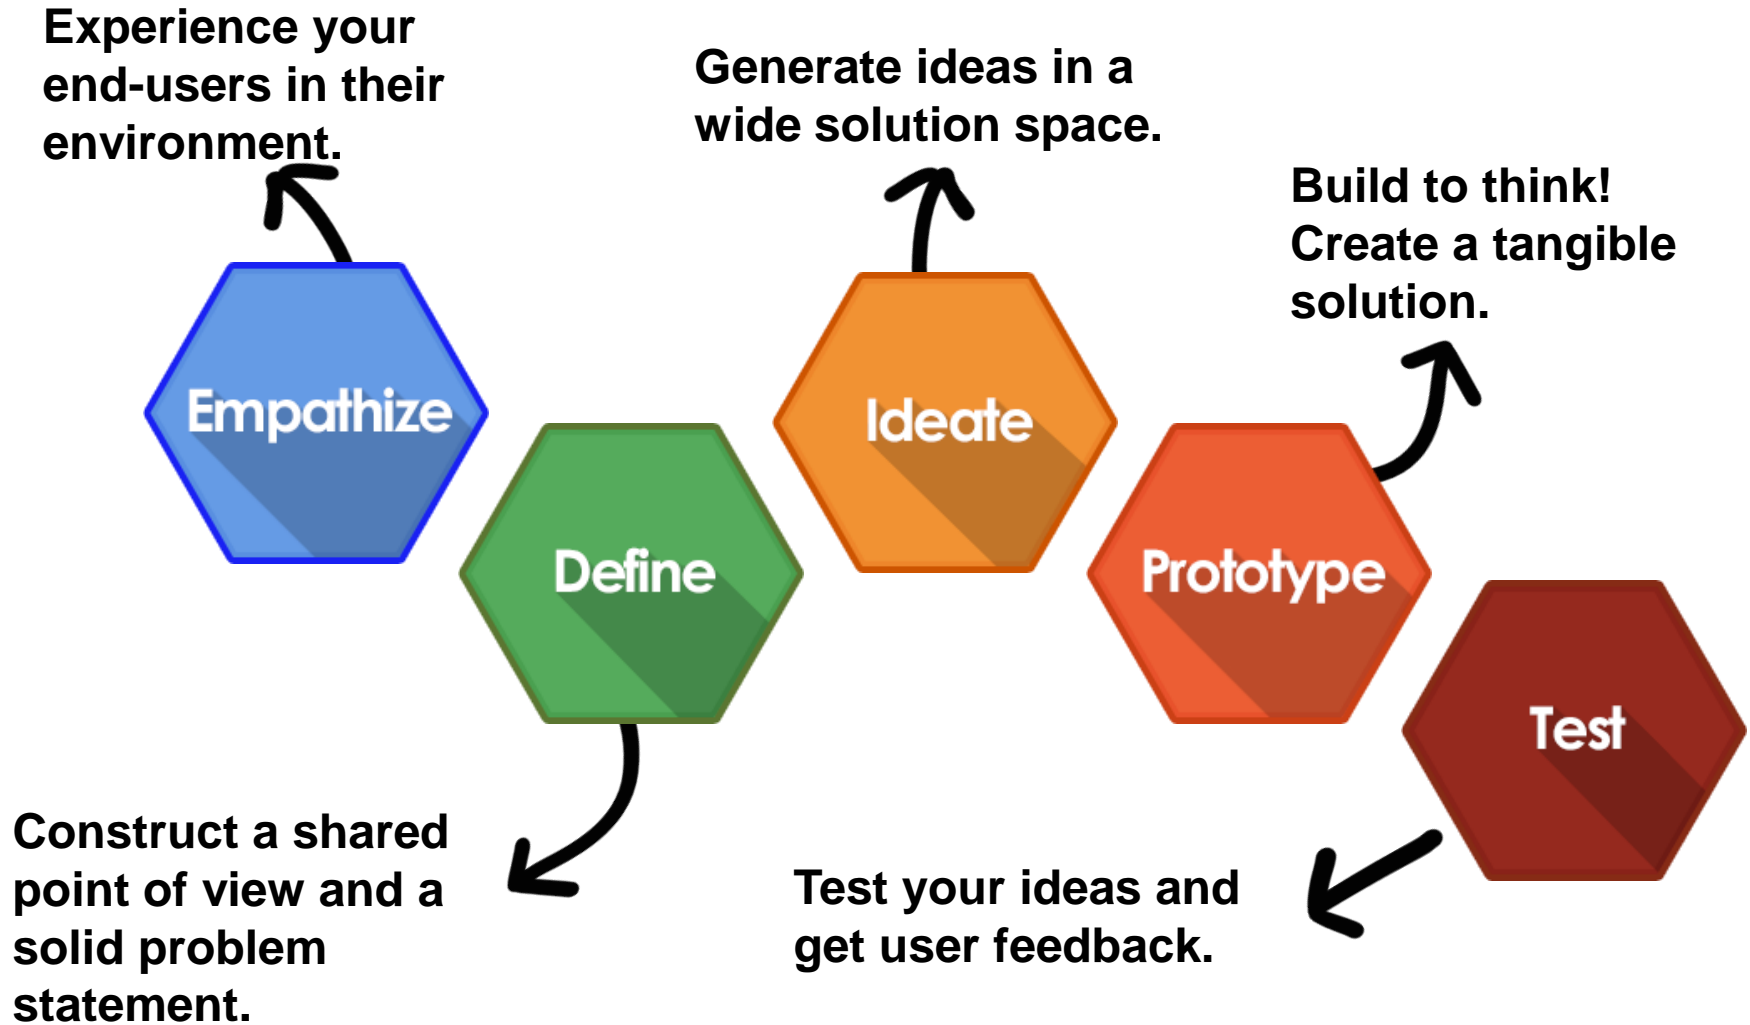 Experience your
end-users in their
environment.
Empathize
Define
Construct a shared
point of view and a
solid problem
statement.
Generate ideas in a
wide solution space.
Ideate
Build to think!
Create a tangible
solution.
Prototype
Test
Test your ideas and
get user feedback.